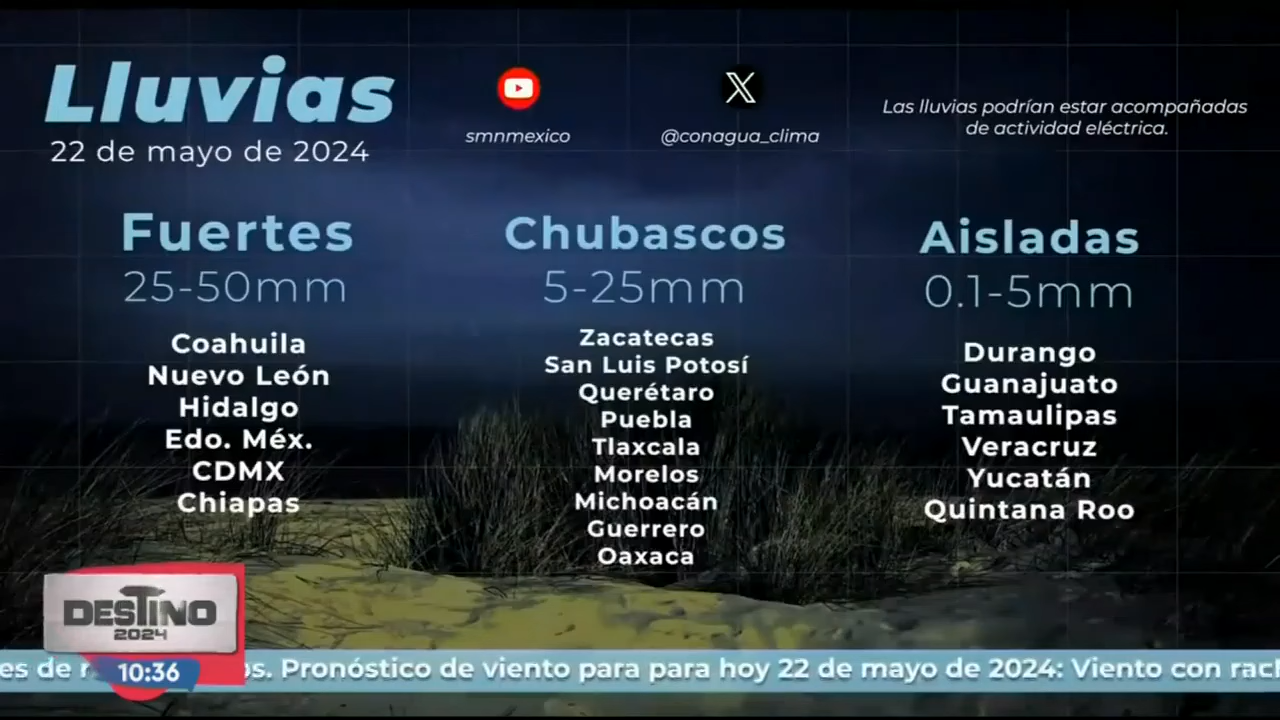 Lluvias
22 de mayo de 2024
smnmexico
@conagua_clima
Las lluvias podrían estar acompañadas
de actividad eléctrica.
Fuertes
25-50mm
Coahuila
Nuevo León
Hidalgo
Edo. Méx.
CDMX
Chiapas
Chubascos
5-25mm
Zacatecas
San Luis Potosí
Querétaro
Puebla
Tlaxcala
Morelos
Michoacán
Guerrero
Oaxaca
Aisladas
0.1-5mm
Durango
Guanajuato
Tamaulipas
Veracruz
Yucatán
Quintana Roo
DESTINO
2024
10:36
de Pronóstico de viento para para hoy 22 de mayo de 2024: Viento con